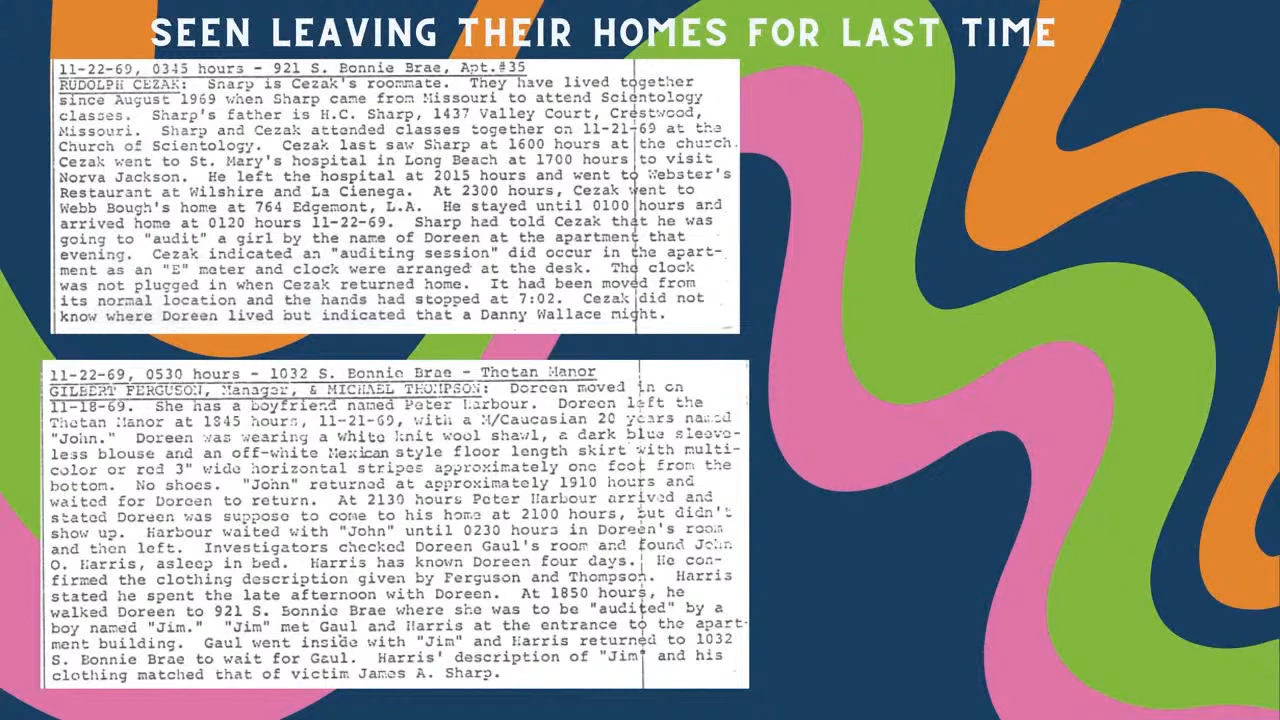 SEEN LEAVING THEIR HOMES FOR LAST TIME
11-22-69, 0345 hours - 921 S. Bonnie Brae, Apt.#35
RUDOLPH CEZAK: Sharp is Cezak's roommate. They have lived together
since August 1969 when Sharp came from Missouri to attend Scientology
classes. Sharp's father is H.C. Sharp, 1437 Valley Court, Crestwood,
Missouri. Sharp and Cezak attended classes together on 11-21-69 at the
Church of Scientology. Cezak last saw Sharp at 1600 hours at the church.
Cezak went to St. Mary's hospital in Long Beach at 1700 hours to visit
Norva Jackson. He left the hospital at 2015 hours and went to Webster's
Restaurant at Wilshire and La Cienega. At 2300 hours, Cezak went to
Webb Bough's home at 764 Edgemont, L.A. He stayed until 0100 hours and
arrived home at 0120 hours 11-22-69. Sharp had told Cezak that he was
going to "audit" a girl by the name of Doreen at the apartment that
evening. Cezak indicated an "auditing session" did occur in the apart-
ment as an "E" meter and clock were arranged at the desk. The clock
was not plugged in when Cezak returned home. It had been moved from
its normal location and the hands had stopped at 7:02. Cezak did not
know where Doreen lived but indicated that a Danny Wallace might.
11-22-69, 0530 hours - 1032 S. Bonnie Brae - Thetan Manor
GILBERT FERGUSON, Manager, & MICHAEL THOMPSON: Doreen moved in on
11-18-69. She has a boyfriend named Peter Harbour. Doreen left the
Thetan Manor at 1845 hours, 11-21-69, with a M/Caucasian 20 years named
"John." Doreen was wearing a white knit wool shawl, a dark blue sleeve-
less blouse and an off-white Mexican style floor length skirt with multi-
color or red 3" wide horizontal stripes approximately one foot from the
bottom. No shoes. "John" returned at approximately 1910 hours and
waited for Doreen to return. At 2130 hours Peter Harbour arrived and
stated Doreen was suppose to come to his home at 2100 hours, but didn't
show up. Harbour waited with "John" until 0230 hours in Doreen's room
and then left. Investigators checked Doreen Gaul's room and found John
O. Harris, asleep in bed. Harris has known Doreen four days. He con-
firmed the clothing description given by Ferguson and Thompson. Harris
stated he spent the late afternoon with Doreen. At 1850 hours, he
walked Doreen to 921 S. Bonnie Brae where she was to be "audited" by a
boy named "Jim." "Jim" met Gaul and Harris at the entrance to the apart-
ment building. Gaul went inside with "Jim" and Harris returned to 1032
S. Bonnie Brae to wait for Gaul. Harris' description of "Jim" and his
clothing matched that of victim James A. Sharp.